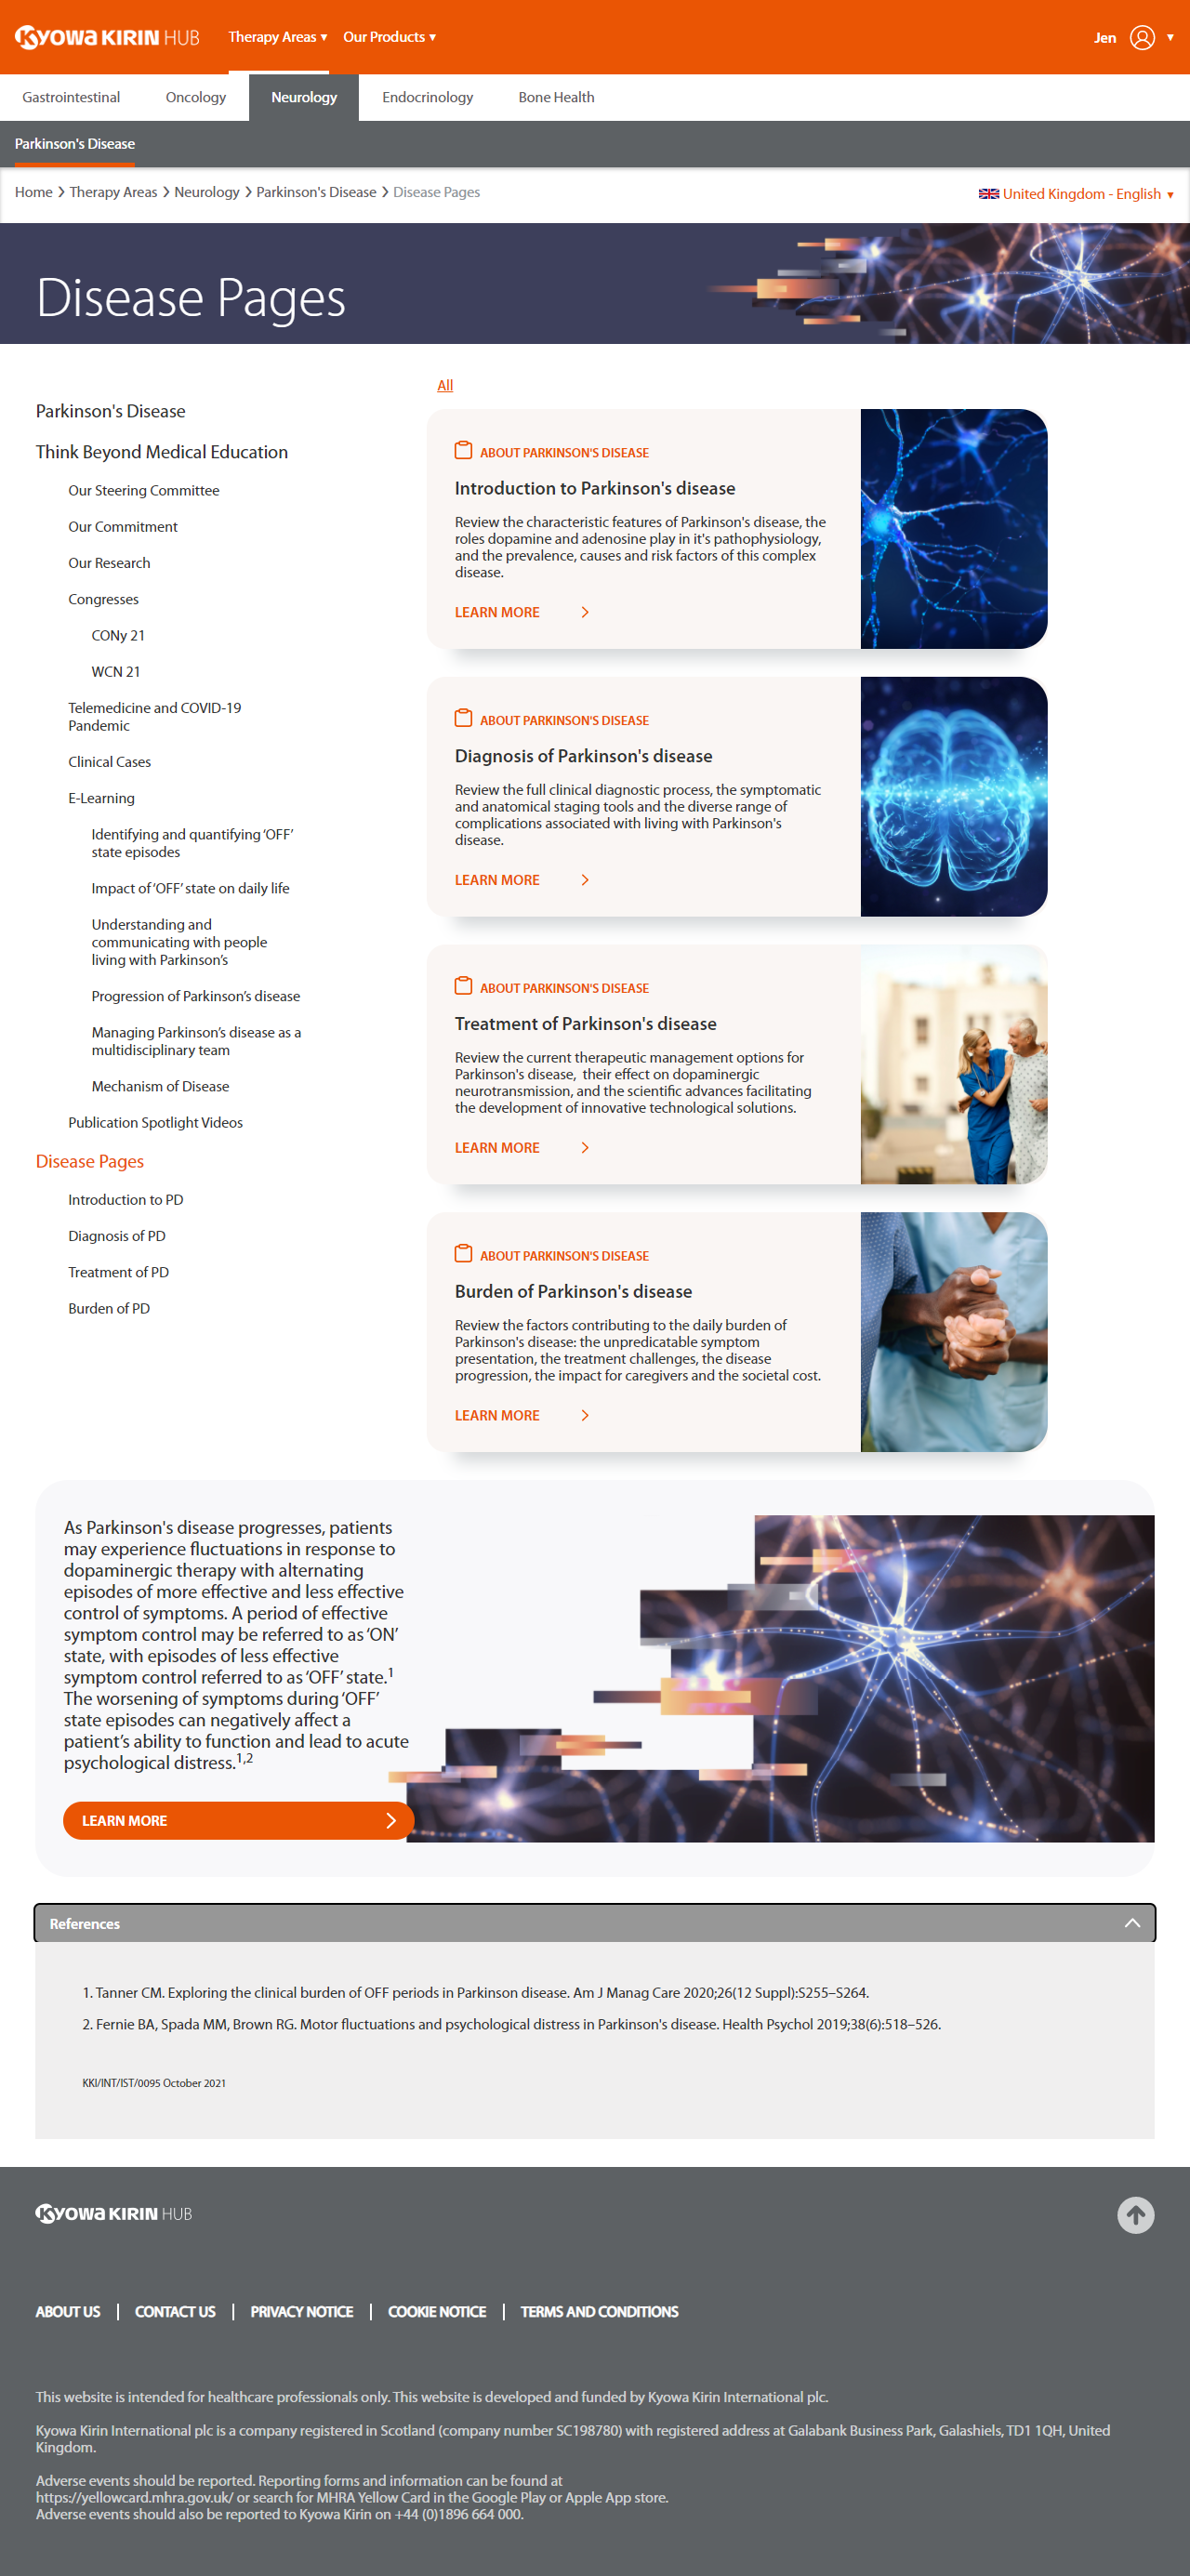 KYOWA KIRIN HUB
Therapy Areas ▼ Our Products ▼
Jen ▼
Gastrointestinal Oncology Neurology Endocrinology Bone Health
Parkinson's Disease
Home > Therapy Areas > Neurology > Parkinson's Disease > Disease Pages
United Kingdom - English ▼
Disease Pages
Parkinson's Disease
Think Beyond Medical Education
Our Steering Committee
Our Commitment
Our Research
Congresses
CONy 21
WCN 21
Telemedicine and COVID-19
Pandemic
Clinical Cases
E-Learning
Identifying and quantifying ‘OFF’
state episodes
Impact of ‘OFF’ state on daily life
Understanding and
communicating with people
living with Parkinson’s
Progression of Parkinson’s disease
Managing Parkinson’s disease as a
multidisciplinary team
Mechanism of Disease
Publication Spotlight Videos
Disease Pages
Introduction to PD
Diagnosis of PD
Treatment of PD
Burden of PD
All
ABOUT PARKINSON'S DISEASE
Introduction to Parkinson's disease
Review the characteristic features of Parkinson's disease, the
roles dopamine and adenosine play in it's pathophysiology,
and the prevalence, causes and risk factors of this complex
disease.
LEARN MORE >
ABOUT PARKINSON'S DISEASE
Diagnosis of Parkinson's disease
Review the full clinical diagnostic process, the symptomatic
and anatomical staging tools and the diverse range of
complications associated with living with Parkinson's
disease.
LEARN MORE >
ABOUT PARKINSON'S DISEASE
Treatment of Parkinson's disease
Review the current therapeutic management options for
Parkinson's disease,  their effect on dopaminergic
neurotransmission, and the scientific advances facilitating
the development of innovative technological solutions.
LEARN MORE >
ABOUT PARKINSON'S DISEASE
Burden of Parkinson's disease
Review the factors contributing to the daily burden of
Parkinson's disease: the unpredicatable symptom
presentation, the treatment challenges, the disease
progression, the impact for caregivers and the societal cost.
LEARN MORE >
As Parkinson's disease progresses, patients
may experience fluctuations in response to
dopaminergic therapy with alternating
episodes of more effective and less effective
control of symptoms. A period of effective
symptom control may be referred to as ‘ON’
state, with episodes of less effective
symptom control referred to as ‘OFF’ state.1
The worsening of symptoms during ‘OFF’
state episodes can negatively affect a
patient’s ability to function and lead to acute
psychological distress.1,2
LEARN MORE >
References
1. Tanner CM. Exploring the clinical burden of OFF periods in Parkinson disease. Am J Manag Care 2020;26(12 Suppl):S255–S264.
2. Fernie BA, Spada MM, Brown RG. Motor fluctuations and psychological distress in Parkinson's disease. Health Psychol 2019;38(6):518–526.
KKI/INT/IST/0095 October 2021
KYOWA KIRIN HUB
ABOUT US | CONTACT US | PRIVACY NOTICE | COOKIE NOTICE | TERMS AND CONDITIONS
This website is intended for healthcare professionals only. This website is developed and funded by Kyowa Kirin International plc.
Kyowa Kirin International plc is a company registered in Scotland (company number SC198780) with registered address at Galabank Business Park, Galashiels, TD1 1QH, United
Kingdom.
Adverse events should be reported. Reporting forms and information can be found at
https://yellowcard.mhra.gov.uk/ or search for MHRA Yellow Card in the Google Play or Apple App store.
Adverse events should also be reported to Kyowa Kirin on +44 (0)1896 664 000.